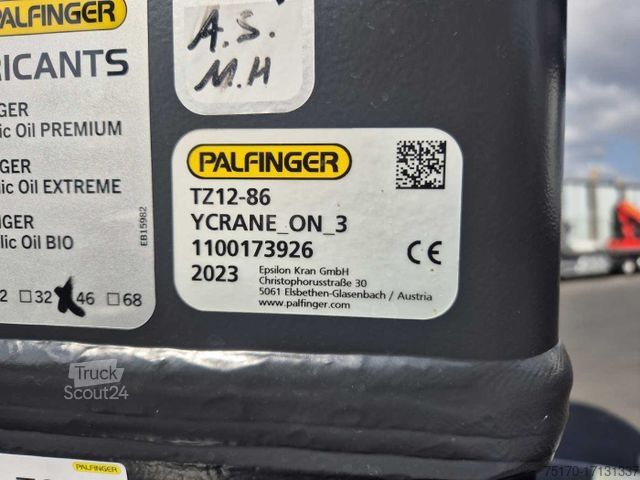 PALFINGER
RICANTS
GER
ic Oil PREMIUM
GER
ic Oil EXTREME
GER
lic Oil BIO
2 32 46 68
EB15982
A.S.
M.H
PALFINGER
TZ12-86
YCRANE_ON_3
1100173926
2023
Epsilon Kran GmbH
Christophorusstraße 30
5061 Elsbethen-Glasenbach / Austria
www.palfinger.com
CE
Truck
Scout24
PALFINGER
75170-17131337